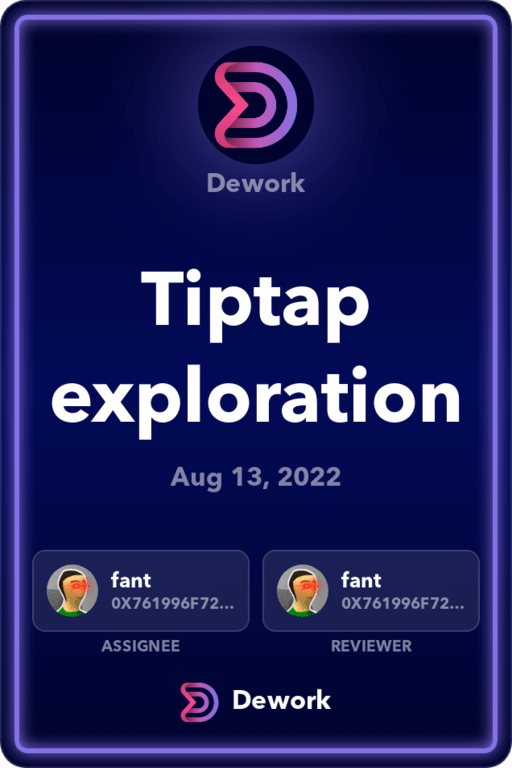 Dework
Tiptap
exploration
Aug 13, 2022
fant
0X761996F72...
ASSIGNEE
fant
0X761996F72...
REVIEWER
Dework